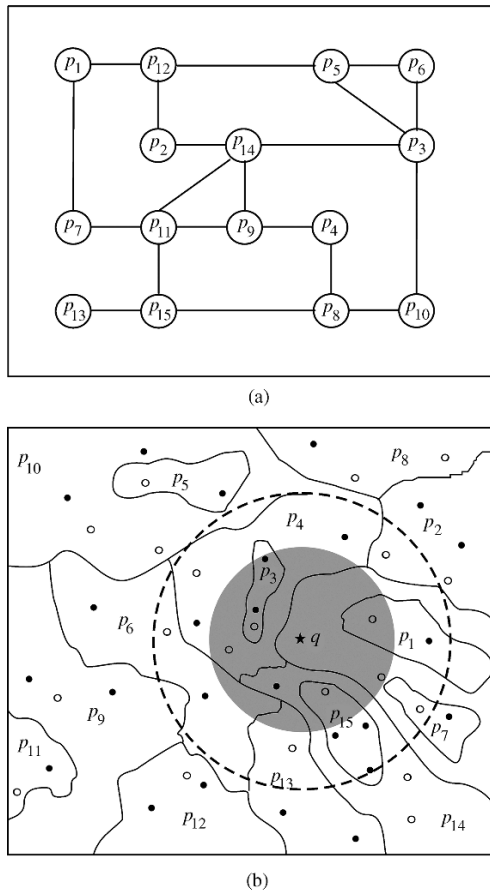 p1 p12 p5 p6
p2 p14 p3
p7 p11 p9 p4
p13 p15 p8 p10
(a)
p10 p8
p5
p4 p2
p3
p6 q p1
p9 p15 p7
p11 p13
p12 p14
(b)